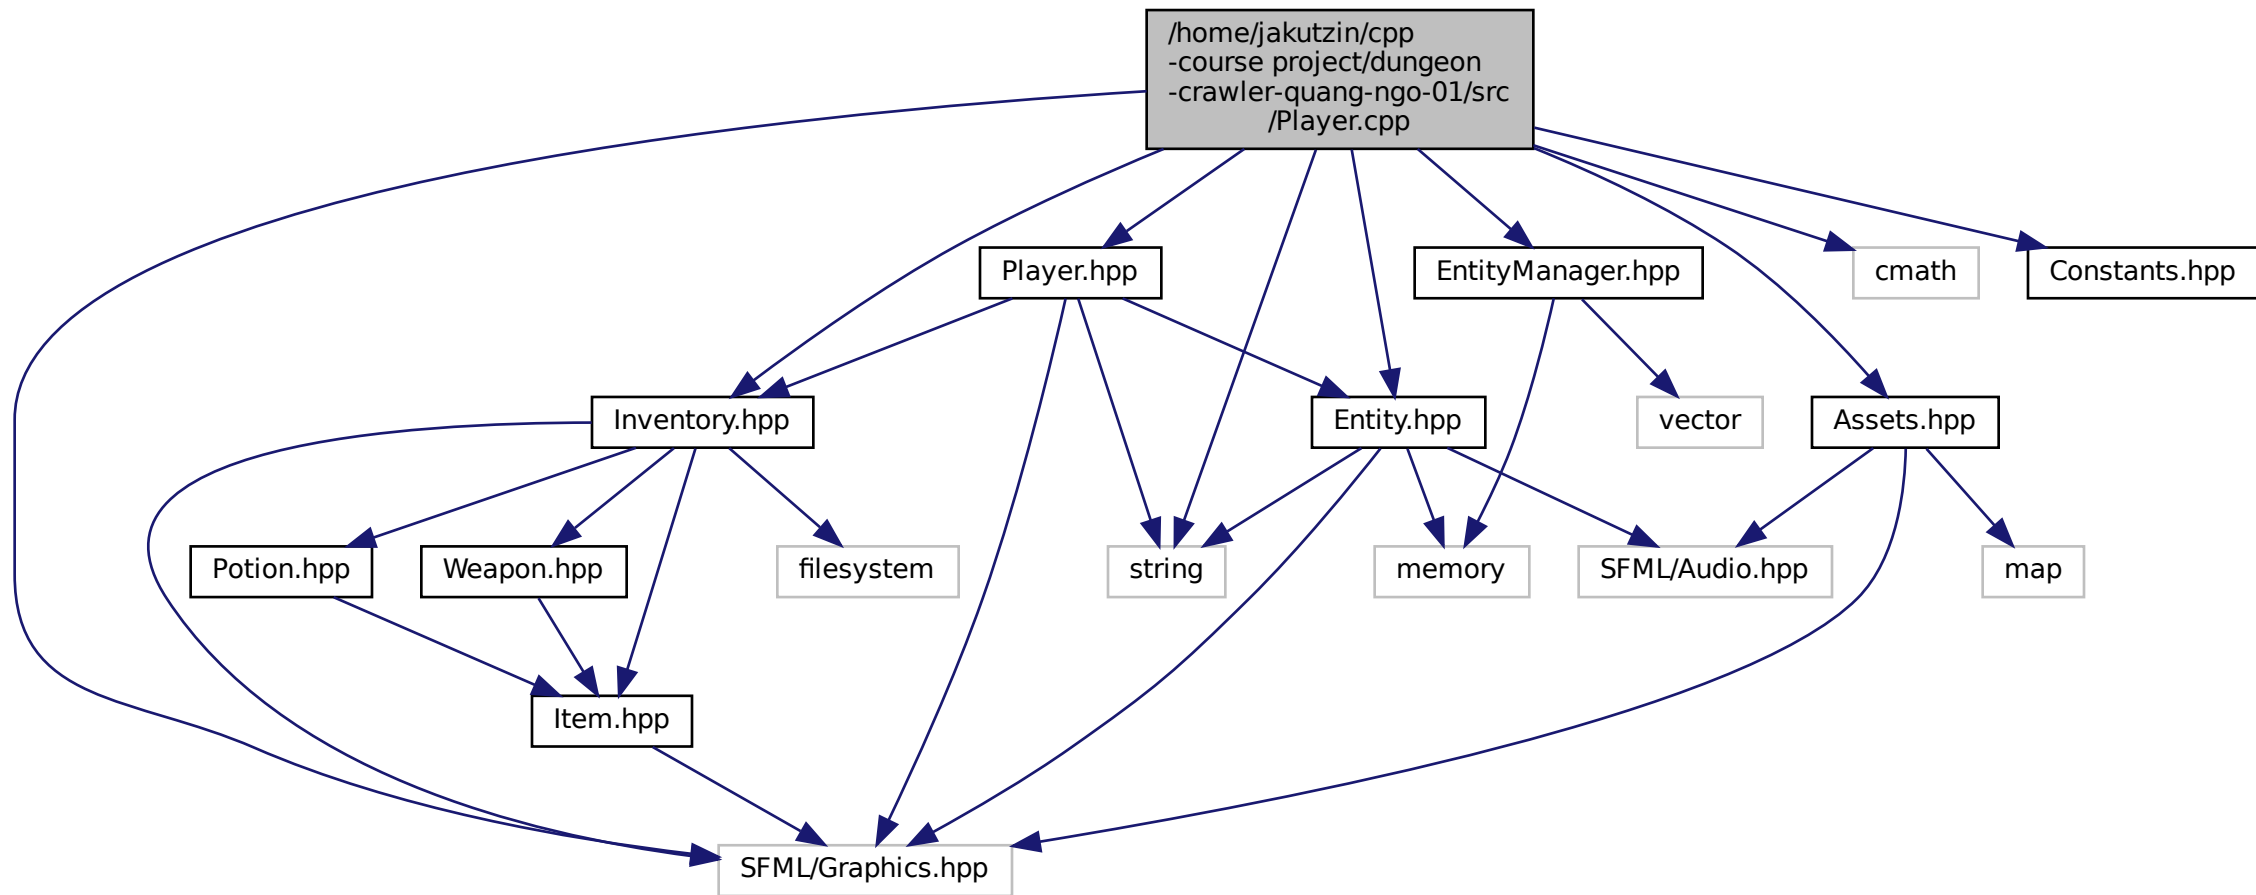 /home/jakutzin/cpp
-course project/dungeon
-crawler-quang-ngo-01/src
/Player.cpp
Player.hpp
EntityManager.hpp
cmath
Constants.hpp
Inventory.hpp
Entity.hpp
vector
Assets.hpp
Potion.hpp
Weapon.hpp
filesystem
string
memory
SFML/Audio.hpp
map
Item.hpp
SFML/Graphics.hpp